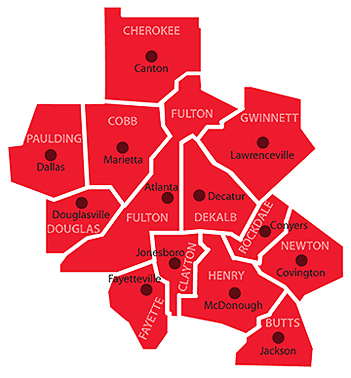 CHEROKEE
Canton
FULTON
COBB
GWINNETT
PAULDING
Marietta
Lawrenceville
Dallas
Atlanta
Decatur
Douglasville
FULTON
DEKALB
DOUGLAS
ROCKDALE
Conyers
Jonesboro
NEWTON
CLAYTON
Fayetteville
HENRY
Covington
McDonough
FAYETTE
BUTTS
Jackson